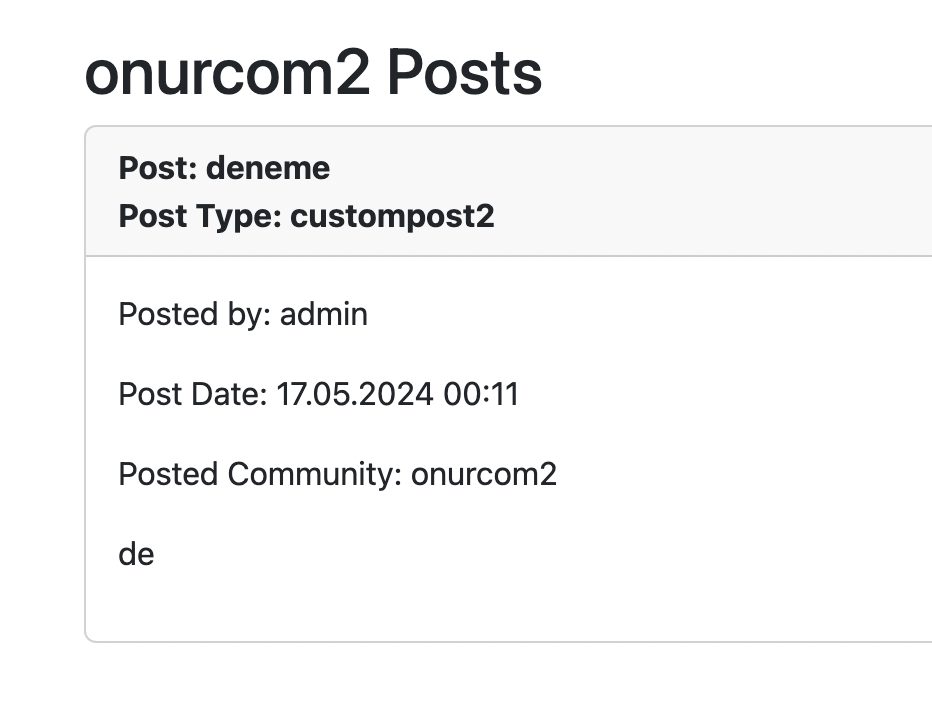 onurcom2 Posts
Post: deneme
Post Type: custompost2
Posted by: admin
Post Date: 17.05.2024 00:11
Posted Community: onurcom2
de